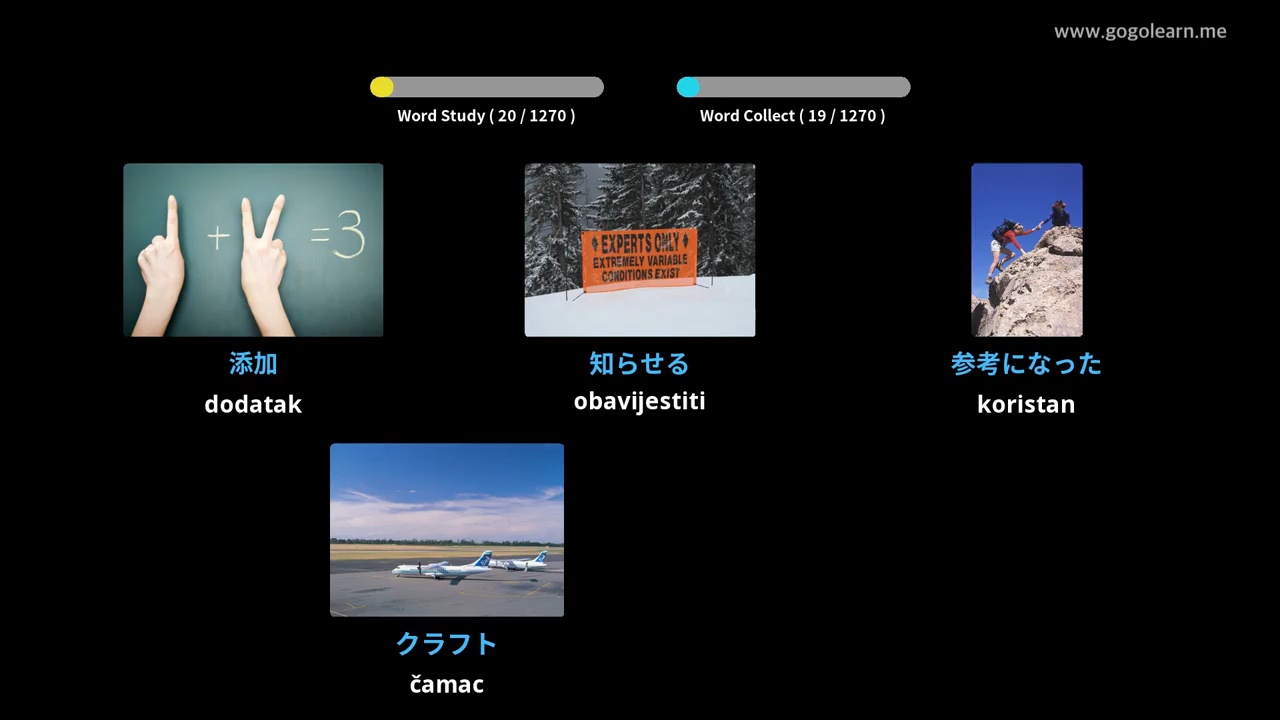 www.gogolearn.me
Word Study ( 20 / 1270 )
Word Collect ( 19 / 1270 )
+ =3
EXPERTS ONLY
EXTREMELY VARIABLE
CONDITIONS EXIST
添加
知らせる
参考になった
dodatak
obavijestiti
koristan
クラフト
čamac